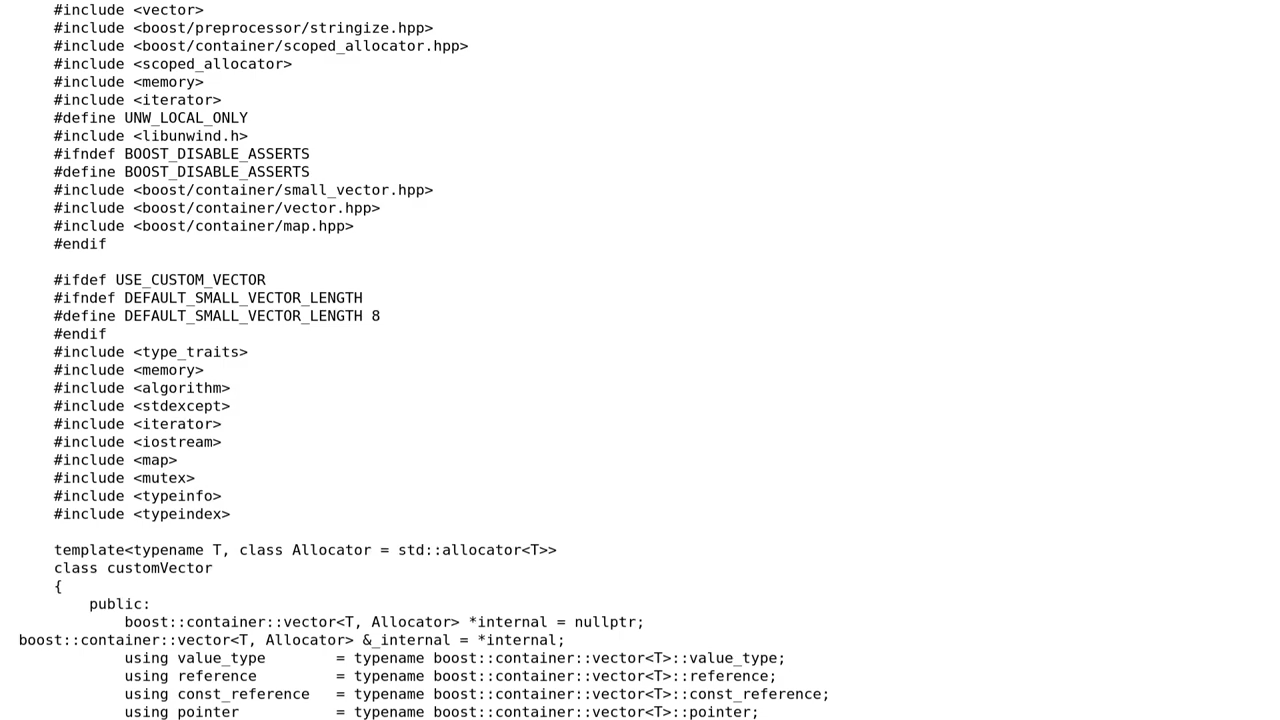 #include <vector>
#include <boost/preprocessor/stringize.hpp>
#include <boost/container/scoped_allocator.hpp>
#include <scoped_allocator>
#include <memory>
#include <iterator>
#define UNW_LOCAL_ONLY
#include <libunwind.h>
#ifndef BOOST_DISABLE_ASSERTS
#define BOOST_DISABLE_ASSERTS
#include <boost/container/small_vector.hpp>
#include <boost/container/vector.hpp>
#include <boost/container/map.hpp>
#endif

#ifdef USE_CUSTOM_VECTOR
#ifndef DEFAULT_SMALL_VECTOR_LENGTH
#define DEFAULT_SMALL_VECTOR_LENGTH 8
#endif
#include <type_traits>
#include <memory>
#include <algorithm>
#include <stdexcept>
#include <iterator>
#include <iostream>
#include <map>
#include <mutex>
#include <typeinfo>
#include <typeindex>

template<typename T, class Allocator = std::allocator<T>>
class customVector
{
    public:
        boost::container::vector<T, Allocator> *internal = nullptr;
boost::container::vector<T, Allocator> &_internal = *internal;
        using value_type        = typename boost::container::vector<T>::value_type;
        using reference         = typename boost::container::vector<T>::reference;
        using const_reference   = typename boost::container::vector<T>::const_reference;
        using pointer           = typename boost::container::vector<T>::pointer;